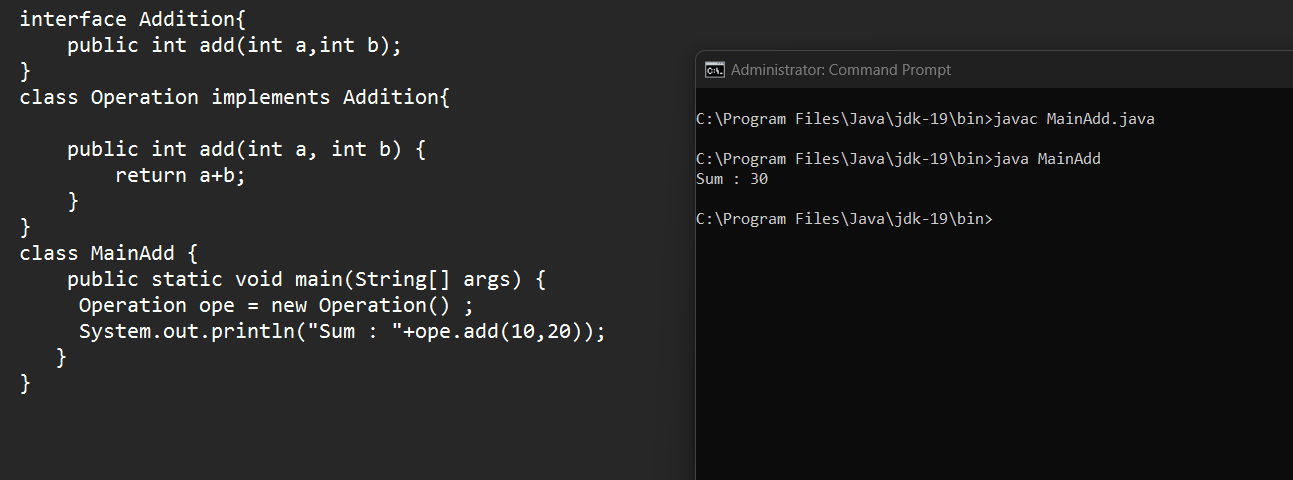 interface Addition{
    public int add(int a,int b);
}
class Operation implements Addition{
    public int add(int a, int b) {
        return a+b;
    }
}
class MainAdd {
    public static void main(String[] args) {
     Operation ope = new Operation() ;
     System.out.println("Sum : "+ope.add(10,20));
   }
}
C:\. Administrator: Command Prompt
C:\Program Files\Java\jdk-19\bin>javac MainAdd.java
C:\Program Files\Java\jdk-19\bin>java MainAdd
Sum : 30
C:\Program Files\Java\jdk-19\bin>